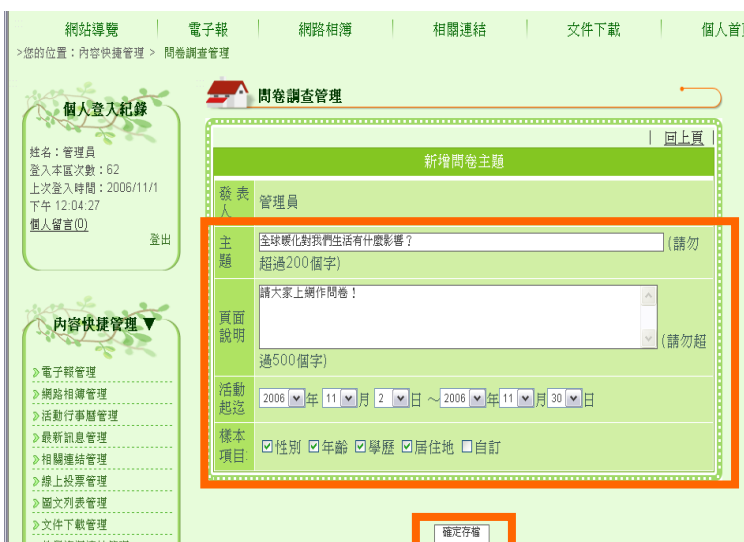 網站導覽 電子報 網路相簿 相關連結 文件下載 個人首頁
>您的位置：內容快捷管理 > 問卷調查管理
個人登入紀錄
姓名：管理員
登入本區次數：62
上次登入時間：2006/11/1
下午 12:04:27
個人留言(0)
登出
內容快捷管理▼
》電子報管理
》網路相簿管理
》活動行事曆管理
》最新訊息管理
》相關連結管理
》線上投票管理
》圖文列表管理
》文件下載管理
問卷調查管理
| 回上頁 |
新增問卷主題
發表人 管理員
主題 全球暖化對我們生活有什麼影響？ (請勿
超過200個字)
頁面說明 請大家上網作問卷！ (請勿超
過500個字)
活動起迄 2006 年 11 月 2 日 ～ 2006 年 11 月 30 日
樣本項目: 性別 年齡 學歷 居住地 自訂
確定存檔